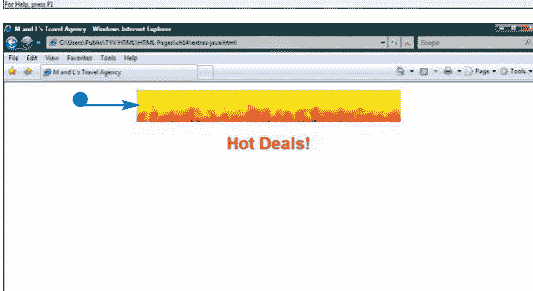 For Help, press F1
M and L's Travel Agency - Windows Internet Explorer
Google
File Edit View Favorites Tools Help
M and L's Travel Agency
Page Tools
Hot Deals!